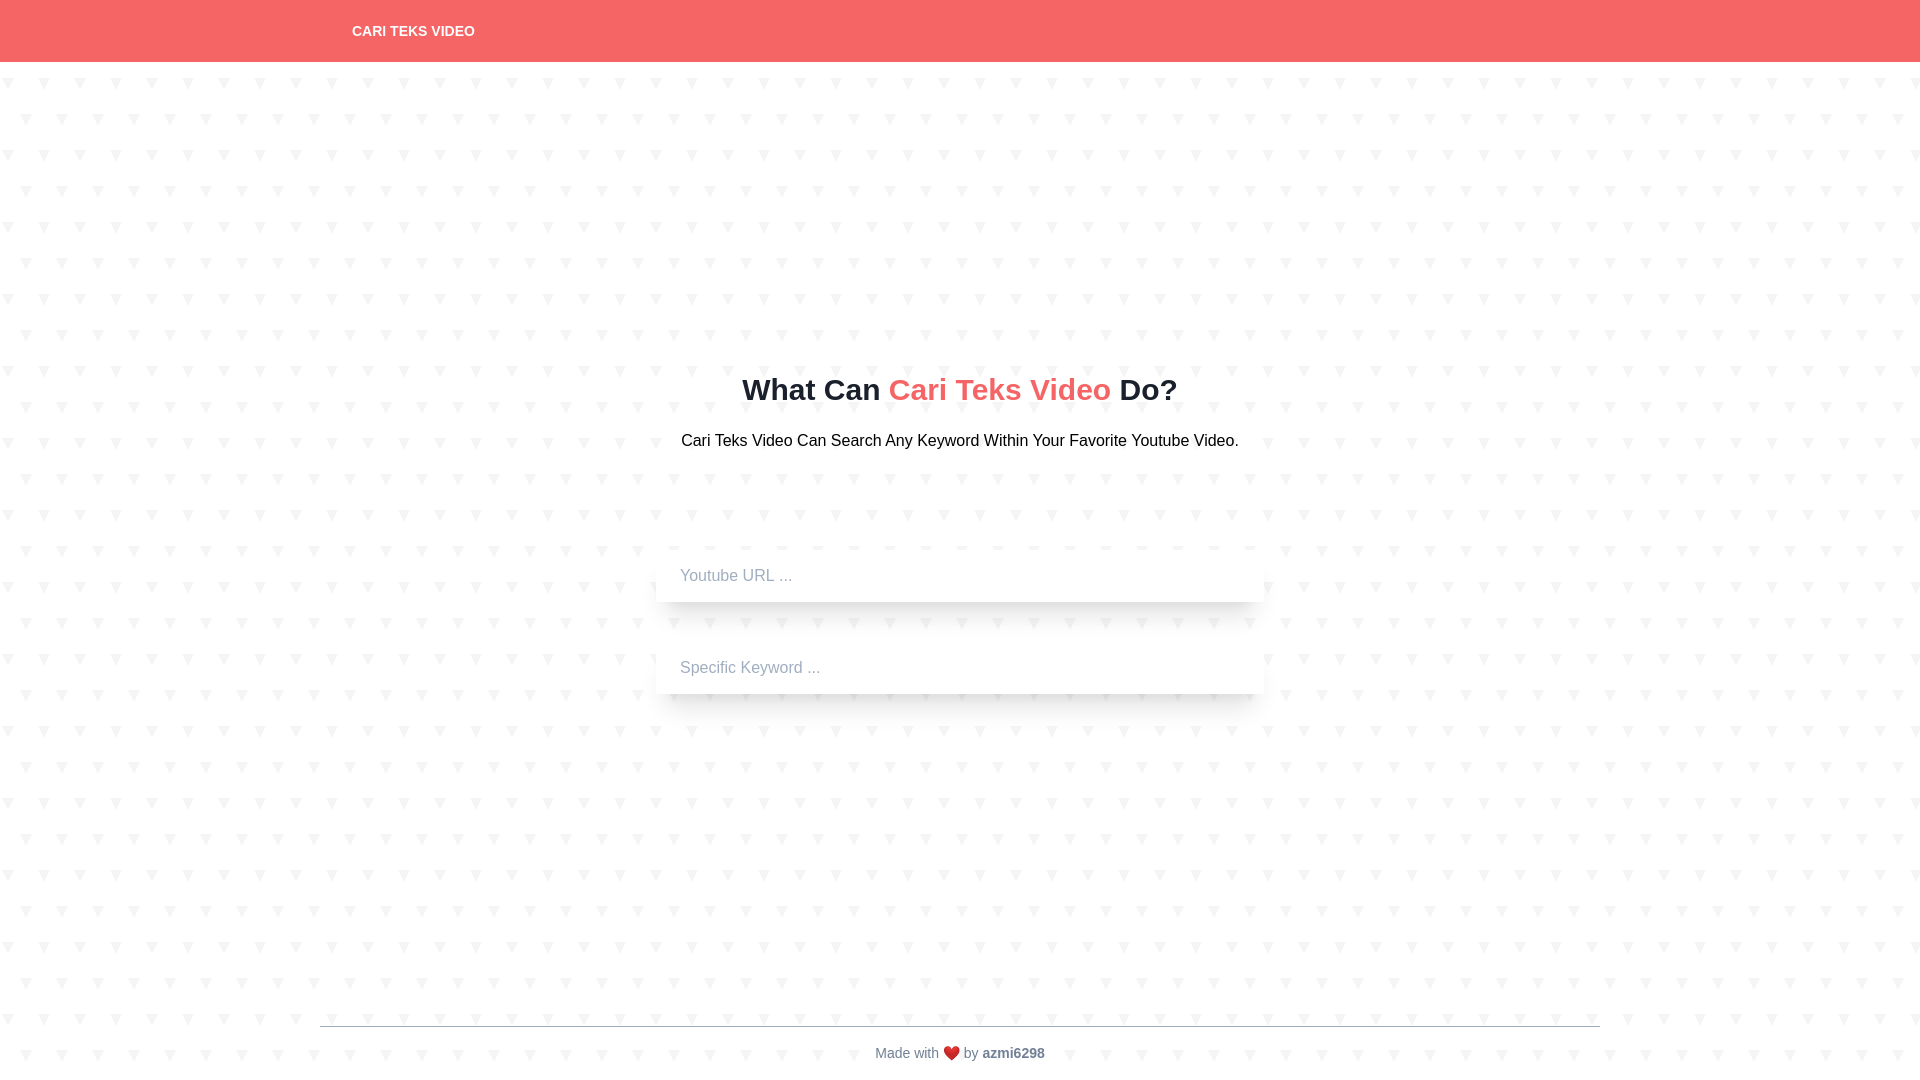 CARI TEKS VIDEO
What Can Cari Teks Video Do?
Cari Teks Video Can Search Any Keyword Within Your Favorite Youtube Video.
Youtube URL ...
Specific Keyword ...
Made with ❤️ by azmi6298